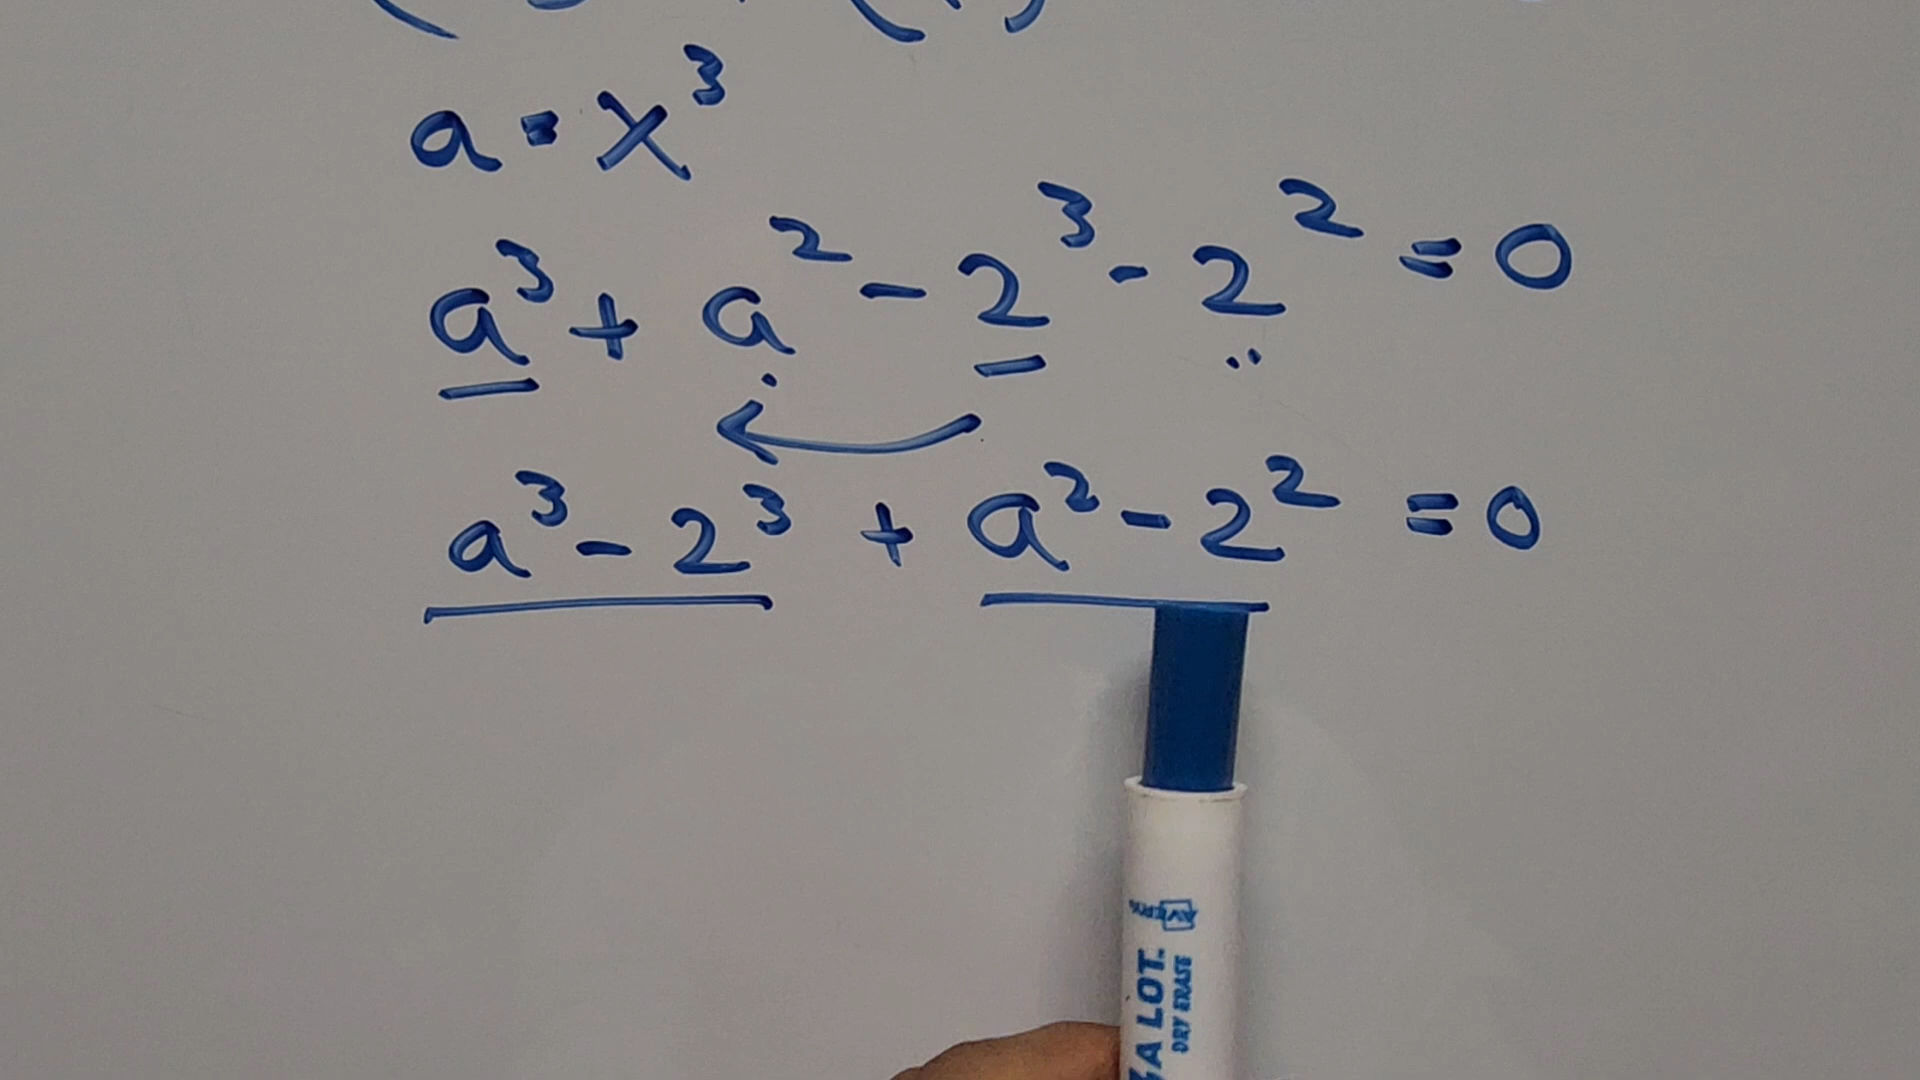 a = x³
a³ + a² - 2³ - 2² = 0
a³ - 2³ + a² - 2² = 0
A LOT.
DRY ERASE